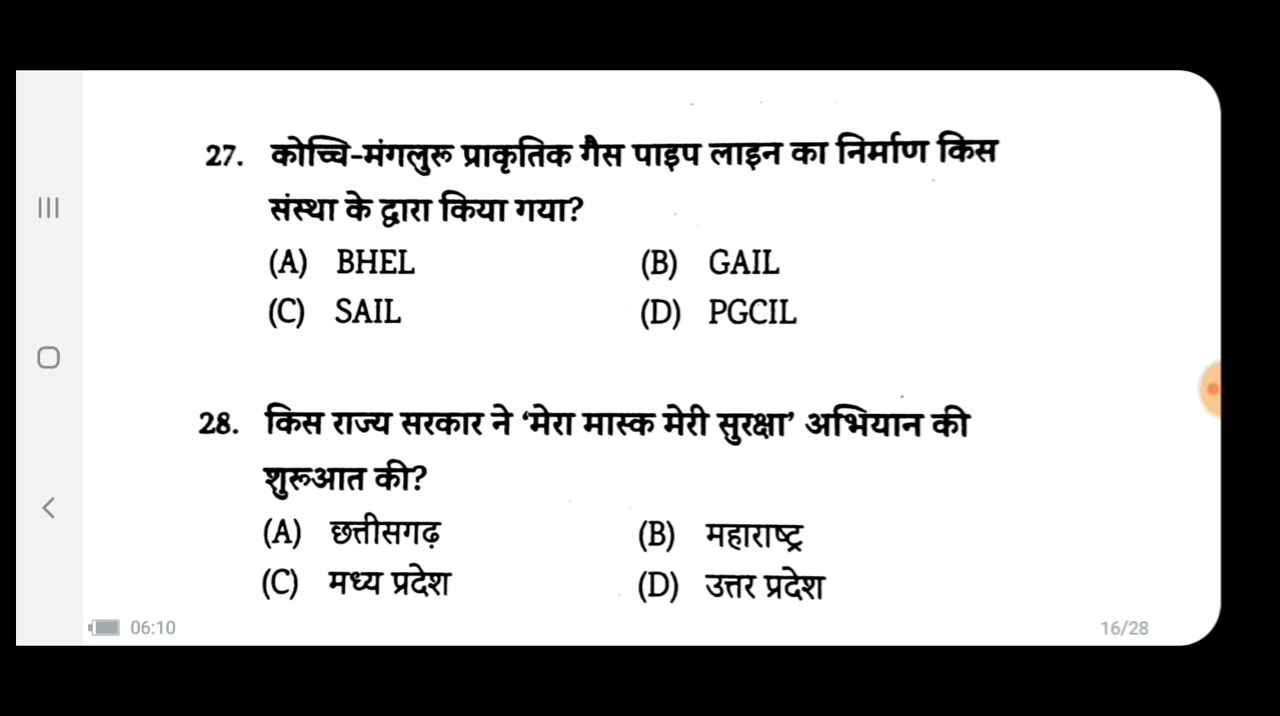 27. कोच्चि-मंगलुरू प्राकृतिक गैस पाइप लाइन का निर्माण किस
संस्था के द्वारा किया गया?
(A) BHEL (B) GAIL
(C) SAIL (D) PGCIL
28. किस राज्य सरकार ने ‘मेरा मास्क मेरी सुरक्षा’ अभियान की
शुरूआत की?
(A) छत्तीसगढ़ (B) महाराष्ट्र
(C) मध्य प्रदेश (D) उत्तर प्रदेश
06:10 16/28